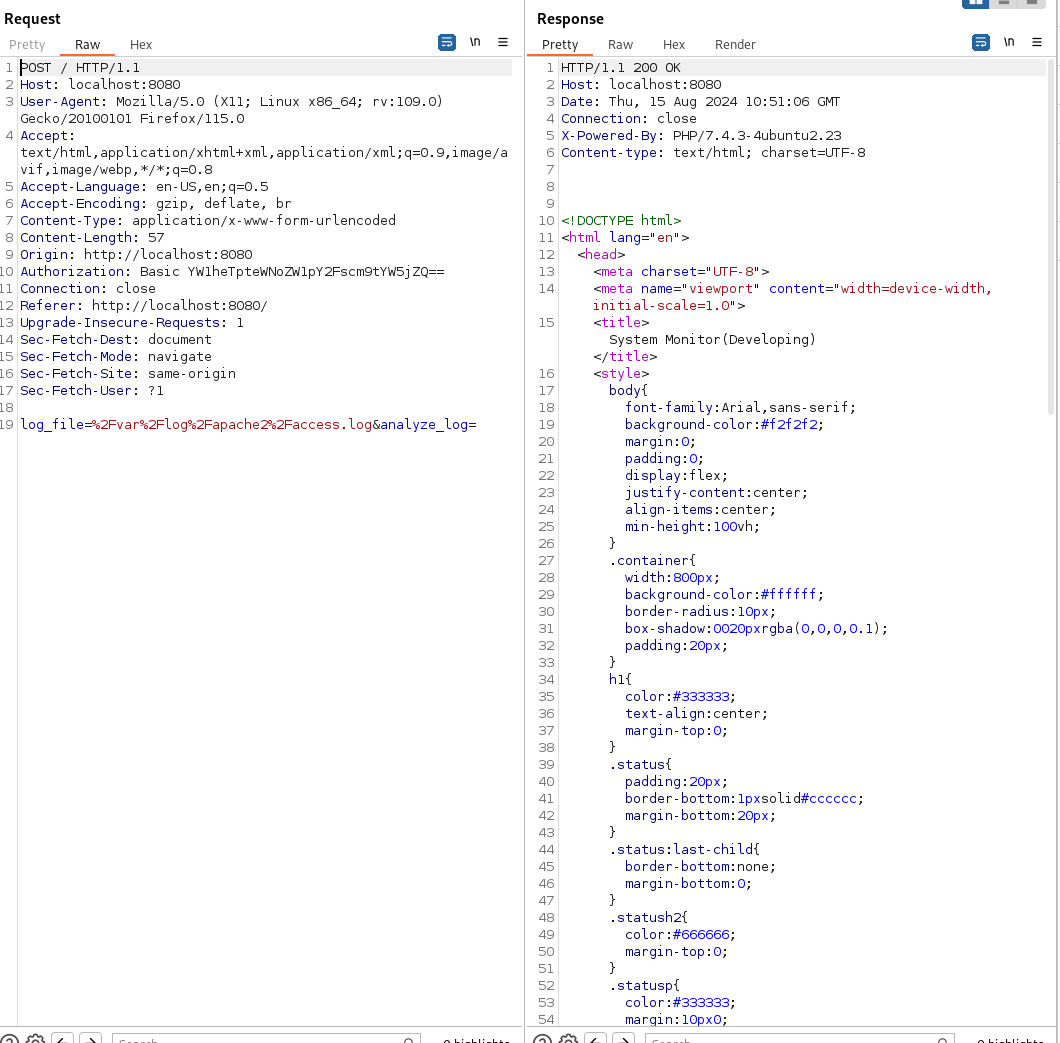 Request
Pretty Raw Hex
\n
1 POST / HTTP/1.1
2 Host: localhost:8080
3 User-Agent: Mozilla/5.0 (X11; Linux x86_64; rv:109.0)
Gecko/20100101 Firefox/115.0
4 Accept:
text/html,application/xhtml+xml,application/xml;q=0.9,image/a
vif,image/webp,*/*;q=0.8
5 Accept-Language: en-US,en;q=0.5
6 Accept-Encoding: gzip, deflate, br
7 Content-Type: application/x-www-form-urlencoded
8 Content-Length: 57
9 Origin: http://localhost:8080
10 Authorization: Basic YW1heTpteWNoZW1pY2Fscm9tYW5jZQ==
11 Connection: close
12 Referer: http://localhost:8080/
13 Upgrade-Insecure-Requests: 1
14 Sec-Fetch-Dest: document
15 Sec-Fetch-Mode: navigate
16 Sec-Fetch-Site: same-origin
17 Sec-Fetch-User: ?1
18
19 log_file=%2Fvar%2Flog%2Fapache2%2Faccess.log&analyze_log=
Search
0 highlights
Response
Pretty Raw Hex Render
\n
1 HTTP/1.1 200 OK
2 Host: localhost:8080
3 Date: Thu, 15 Aug 2024 10:51:06 GMT
4 Connection: close
5 X-Powered-By: PHP/7.4.3-4ubuntu2.23
6 Content-type: text/html; charset=UTF-8
7
8
9
10 <!DOCTYPE html>
11 <html lang="en">
12 <head>
13 <meta charset="UTF-8">
14 <meta name="viewport" content="width=device-width,
initial-scale=1.0">
15 <title>
System Monitor(Developing)
</title>
16 <style>
17 body{
18 font-family:Arial,sans-serif;
19 background-color:#f2f2f2;
20 margin:0;
21 padding:0;
22 display:flex;
23 justify-content:center;
24 align-items:center;
25 min-height:100vh;
26 }
27 .container{
28 width:800px;
29 background-color:#ffffff;
30 border-radius:10px;
31 box-shadow:0020pxrgba(0,0,0,0.1);
32 padding:20px;
33 }
34 h1{
35 color:#333333;
36 text-align:center;
37 margin-top:0;
38 }
39 .status{
40 padding:20px;
41 border-bottom:1pxsolid#cccccc;
42 margin-bottom:20px;
43 }
44 .status:last-child{
45 border-bottom:none;
46 margin-bottom:0;
47 }
48 .statush2{
49 color:#666666;
50 margin-top:0;
51 }
52 .statusp{
53 color:#333333;
54 margin:10px0;
Search
0 highlights